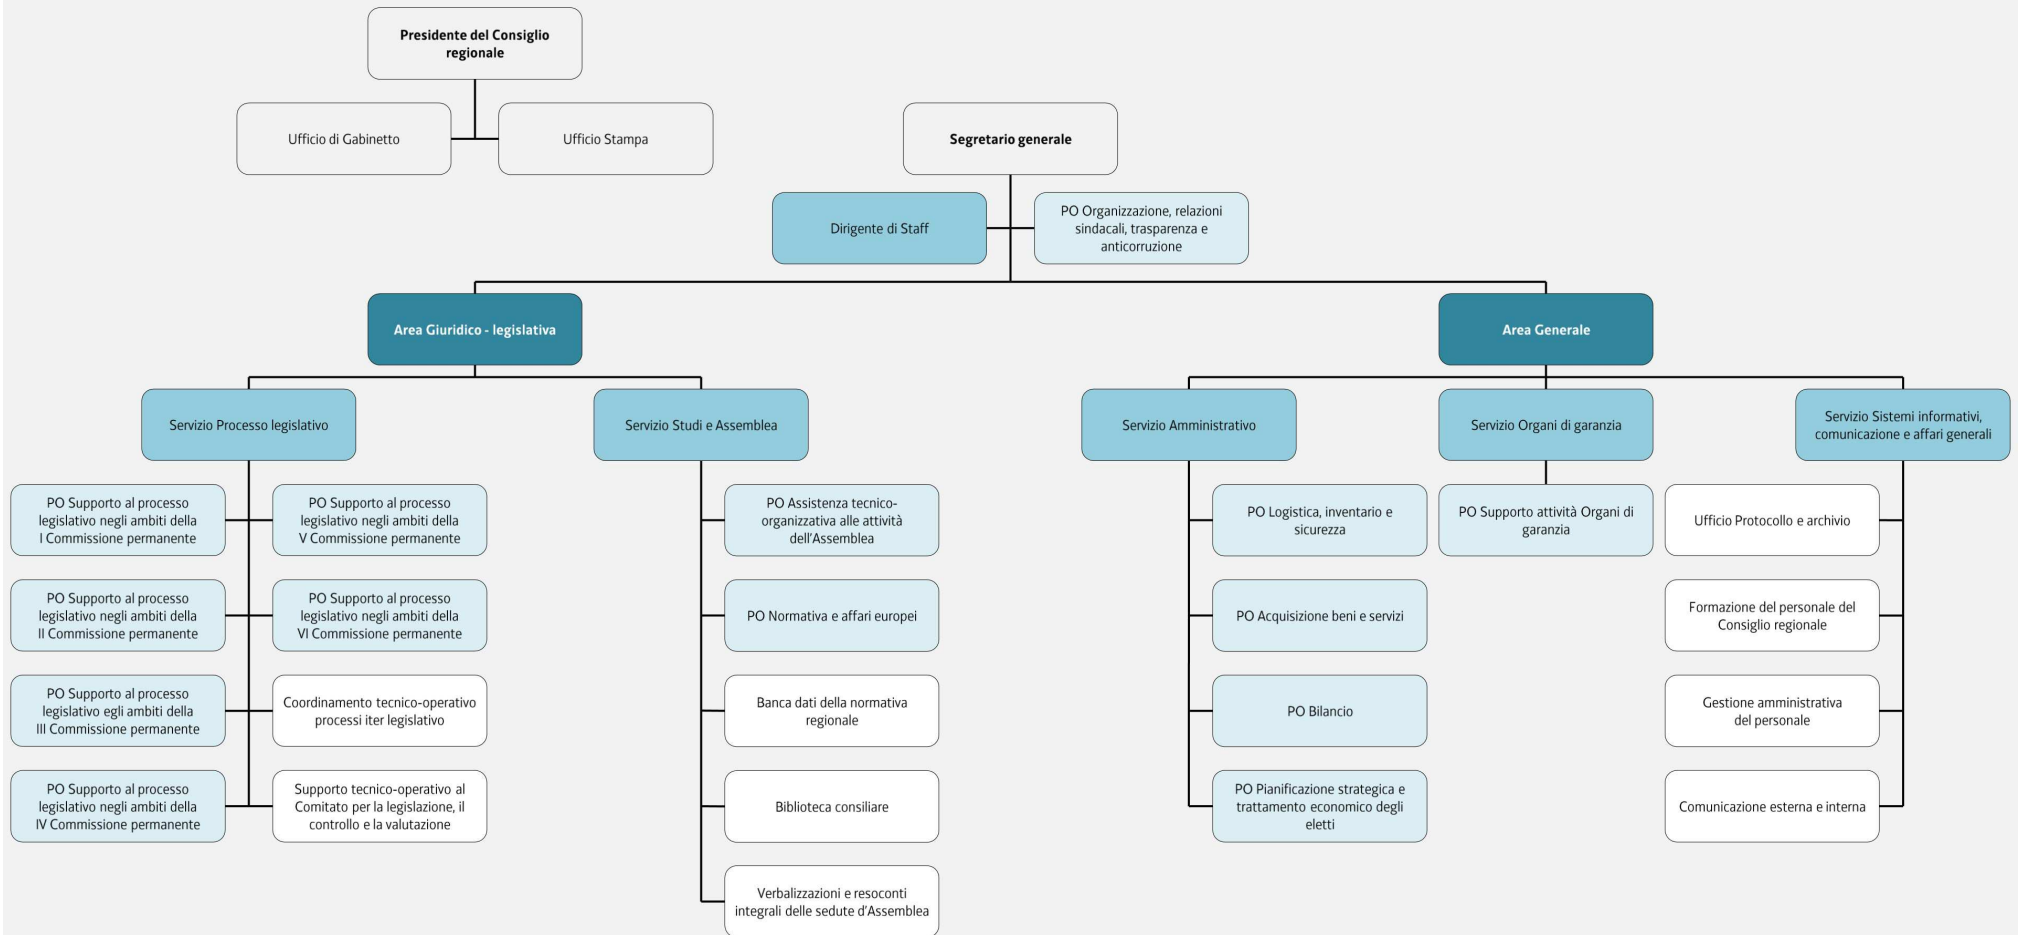 Presidente del Consiglio
regionale
Ufficio di Gabinetto
Ufficio Stampa
Segretario generale
Dirigente di Staff
PO Organizzazione, relazioni
sindacali, trasparenza e
anticorruzione
Area Giuridico - legislativa
Area Generale
Servizio Processo legislativo
Servizio Studi e Assemblea
Servizio Amministrativo
Servizio Organi di garanzia
Servizio Sistemi informativi,
comunicazione e affari generali
PO Supporto al processo
legislativo negli ambiti della
I Commissione permanente
PO Supporto al processo
legislativo negli ambiti della
V Commissione permanente
PO Supporto al processo
legislativo negli ambiti della
II Commissione permanente
PO Supporto al processo
legislativo negli ambiti della
VI Commissione permanente
PO Supporto al processo
legislativo egli ambiti della
III Commissione permanente
Coordinamento tecnico-operativo
processi iter legislativo
PO Supporto al processo
legislativo negli ambiti della
IV Commissione permanente
Supporto tecnico-operativo al
Comitato per la legislazione, il
controllo e la valutazione
PO Assistenza tecnico-
organizzativa alle attività
dell'Assemblea
PO Normativa e affari europei
Banca dati della normativa
regionale
Biblioteca consiliare
Verbalizzazioni e resoconti
integrali delle sedute d'Assemblea
PO Logistica, inventario e
sicurezza
PO Acquisizione beni e servizi
PO Bilancio
PO Pianificazione strategica e
trattamento economico degli
eletti
PO Supporto attività Organi di
garanzia
Ufficio Protocollo e archivio
Formazione del personale del
Consiglio regionale
Gestione amministrativa
del personale
Comunicazione esterna e interna